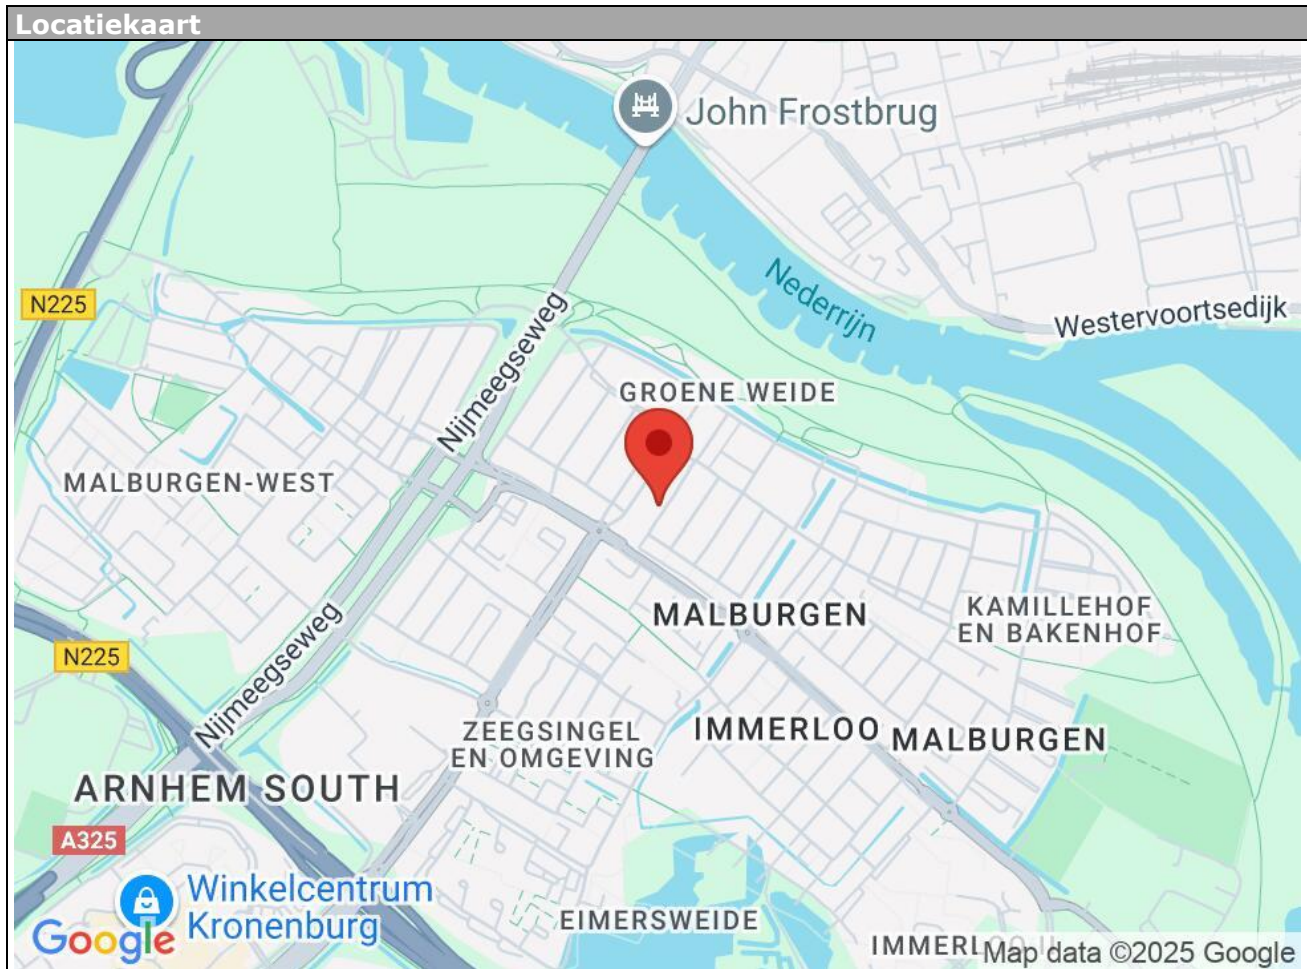 Locatiekaart
John Frostbrug
Nederrijn
N225
Westervoortsedijk
Nijmeegseweg
GROENE WEIDE
MALBURGEN-WEST
MALBURGEN
KAMILLEHOF
EN BAKENHOF
N225
Nijmeegseweg
ZEEGSINGEL
EN OMGEVING
IMMERLOO
MALBURGEN
ARNHEM SOUTH
A325
Winkelcentrum
Kronenburg
EIMERSWEIDE
Google
Map data ©2025 Google